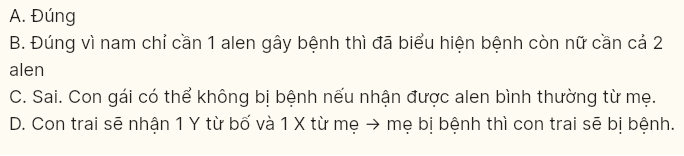 A. Đúng
B. Đúng vì nam chỉ cần 1 alen gây bệnh thì đã biểu hiện bệnh còn nữ cần cả 2
alen
C. Sai. Con gái có thể không bị bệnh nếu nhận được alen bình thường từ mẹ.
D. Con trai sẽ nhận 1 Y từ bố và 1 X từ mẹ → mẹ bị bệnh thì con trai sẽ bị bệnh.